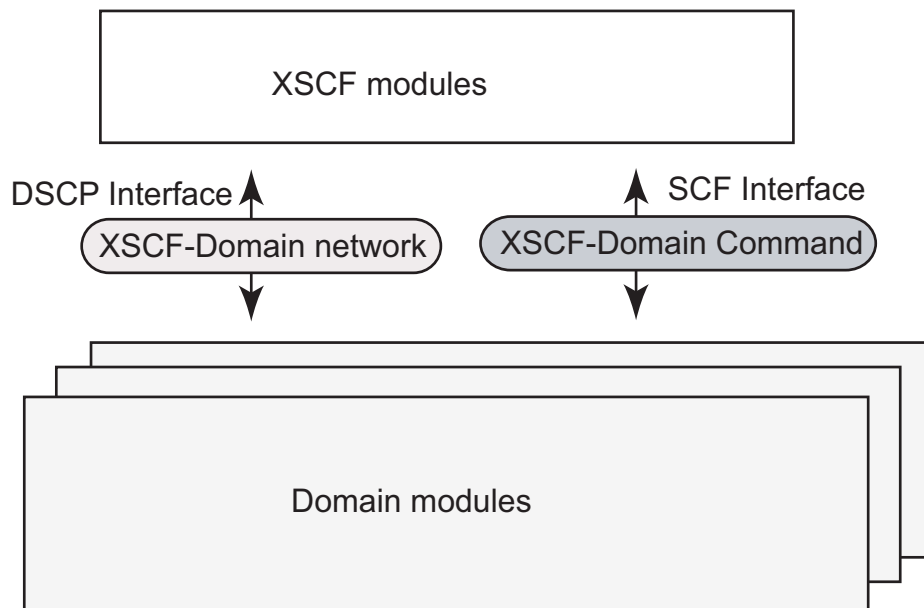 XSCF modules
DSCP Interface
SCF Interface
XSCF-Domain network
XSCF-Domain Command
Domain modules